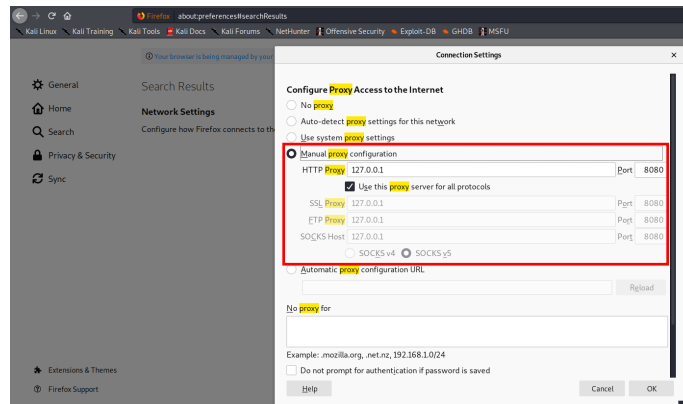 Firefox about:preferences#searchResults
Kali Linux Kali Training Kali Tools Kali Docs Kali Forums NetHunter Offensive Security Exploit-DB GHDB MSFU
Your browser is being managed by your
Connection Settings
General
Home
Search
Privacy & Security
Sync
Extensions & Themes
Firefox Support
Search Results
Network Settings
Configure how Firefox connects to th
Configure Proxy Access to the Internet
No proxy
Auto-detect proxy settings for this network
Use system proxy settings
Manual proxy configuration
HTTP Proxy 127.0.0.1 Port 8080
Use this proxy server for all protocols
SSL Proxy 127.0.0.1 Port 8080
FTP Proxy 127.0.0.1 Port 8080
SOCKS Host 127.0.0.1 Port 8080
SOCKS v4 SOCKS v5
Automatic proxy configuration URL
Reload
No proxy for
Example: .mozilla.org, .net.nz, 192.168.1.0/24
Do not prompt for authentication if password is saved
Help Cancel OK